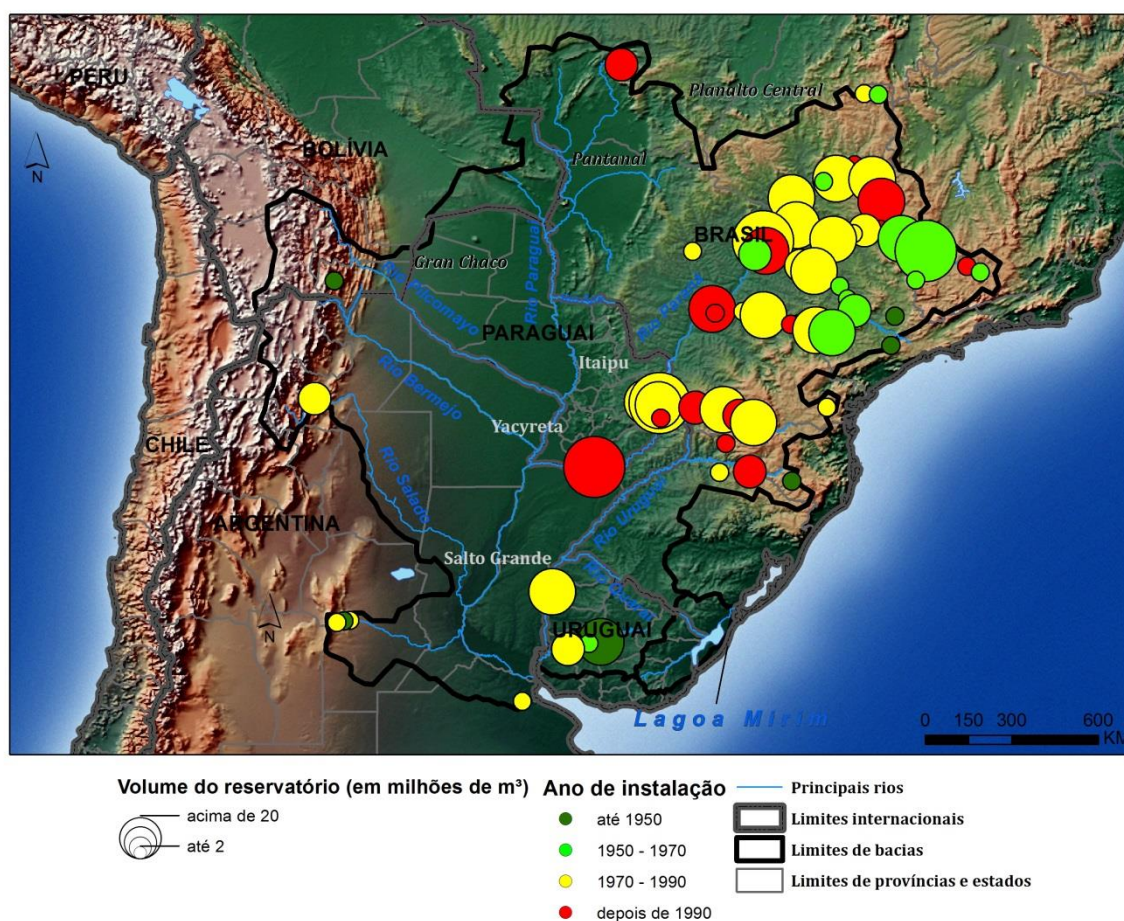 PERU
Planalto Central
N
BOLÍVIA
Pantanal
BRASIL
Gran Chaco
Rio Paraguai
Rio Pilcomayo
Rio Paraná
PARAGUAI
Itaipu
Rio Bermejo
Yacyreta
CHILE
Rio Salado
Rio Uruguai
ARGENTINA
Salto Grande
N
URUGUAI
Lagoa Mirim
0 150 300 600
KM
Volume do reservatório (em milhões de m³)
acima de 20
até 2
Ano de instalação
até 1950
1950 - 1970
1970 - 1990
depois de 1990
Principais rios
Limites internacionais
Limites de bacias
Limites de províncias e estados